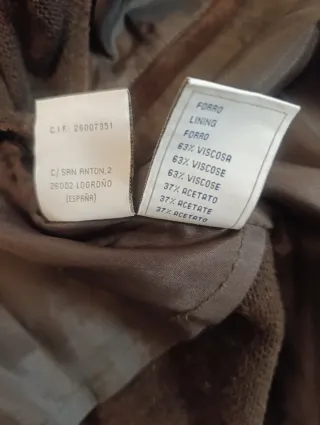 C.I.F. 26007951
C/ SAN ANTON,2
26002 LOGROÑO
(ESPAÑA)
FORRO
LINING
FORRO
63% VISCOSA
63% VISCOSE
63% VISCOSE
37% ACETATO
37% ACETATE
37% ACETATO